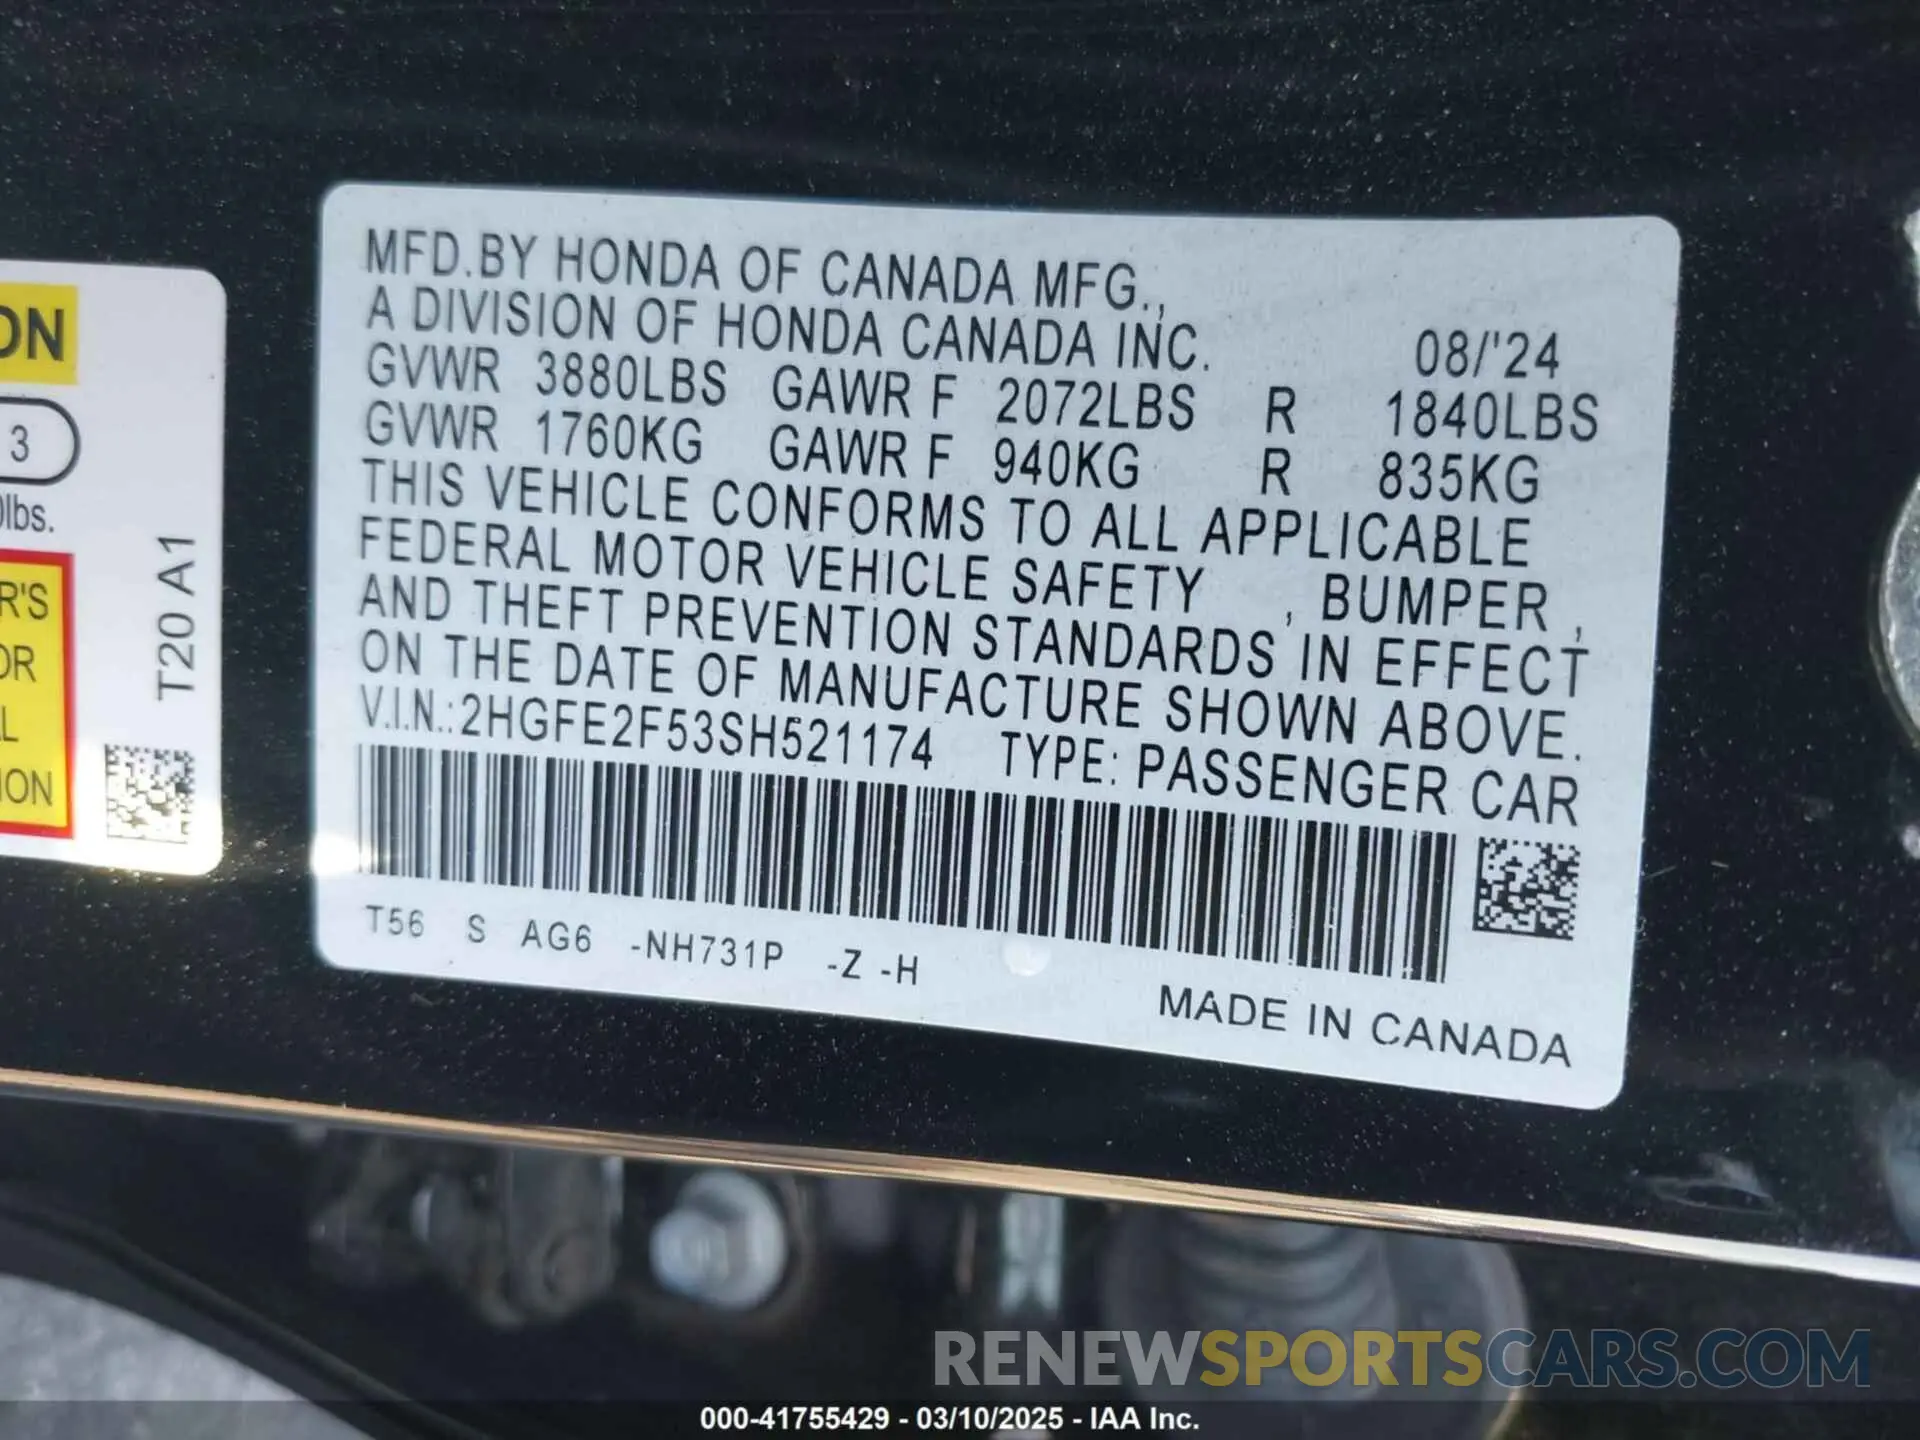 ON
3
0lbs.
R'S
OR
L
ION
T20 A1
MFD.BY HONDA OF CANADA MFG.,
A DIVISION OF HONDA CANADA INC. 08/'24
GVWR 3880LBS GAWR F 2072LBS R 1840LBS
GVWR 1760KG GAWR F 940KG R 835KG
THIS VEHICLE CONFORMS TO ALL APPLICABLE
FEDERAL MOTOR VEHICLE SAFETY , BUMPER ,
AND THEFT PREVENTION STANDARDS IN EFFECT
ON THE DATE OF MANUFACTURE SHOWN ABOVE.
V.I.N.:2HGFE2F53SH521174 TYPE: PASSENGER CAR
T56 S AG6 -NH731P -Z -H
MADE IN CANADA
RENEWSPORTSCARS.COM
000-41755429 - 03/10/2025 - IAA Inc.